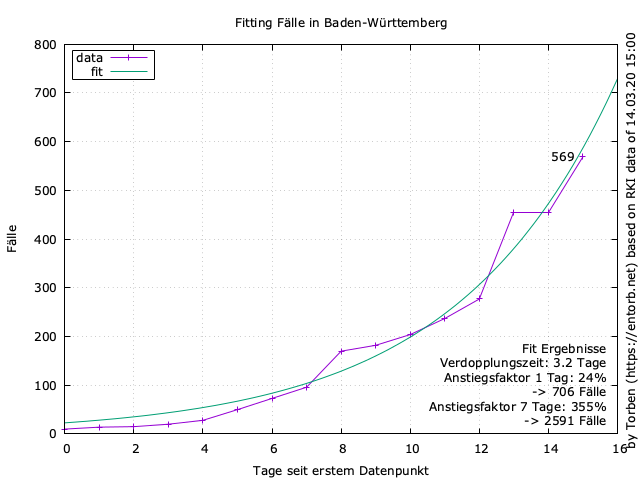 Fitting Fälle in Baden-Württemberg
800
700
600
500
400
300
200
100
0
Fälle
data
fit
569
Fit Ergebnisse
Verdopplungszeit: 3.2 Tage
Anstiegsfaktor 1 Tag: 24%
-> 706 Fälle
Anstiegsfaktor 7 Tage: 355%
-> 2591 Fälle
0 2 4 6 8 10 12 14 16
Tage seit erstem Datenpunkt
by Torben (https://entorb.net) based on RKI data of 14.03.20 15:00